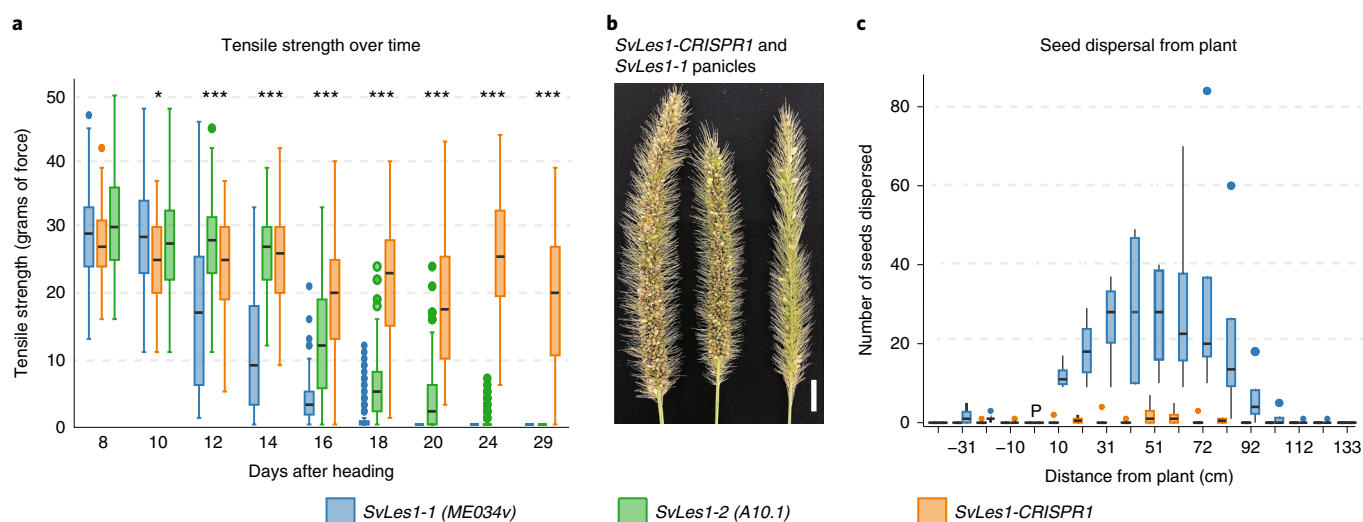 a
Tensile strength over time
Tensile strength (grams of force)
50
40
30
20
10
0
* *** *** *** *** *** *** ***
8 10 12 14 16 18 20 24 29
Days after heading
b
SvLes1-CRISPR1 and
SvLes1-1 panicles
c
Seed dispersal from plant
Number of seeds dispersed
80
60
40
20
0
P
−31 −10 10 31 51 72 92 112 133
Distance from plant (cm)
SvLes1-1 (ME034v) SvLes1-2 (A10.1) SvLes1-CRISPR1